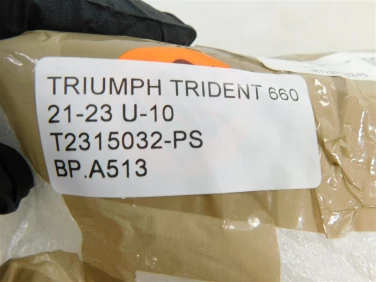 TRIUMPH TRIDENT 660
21-23 U-10
T2315032-PS
BP.A513